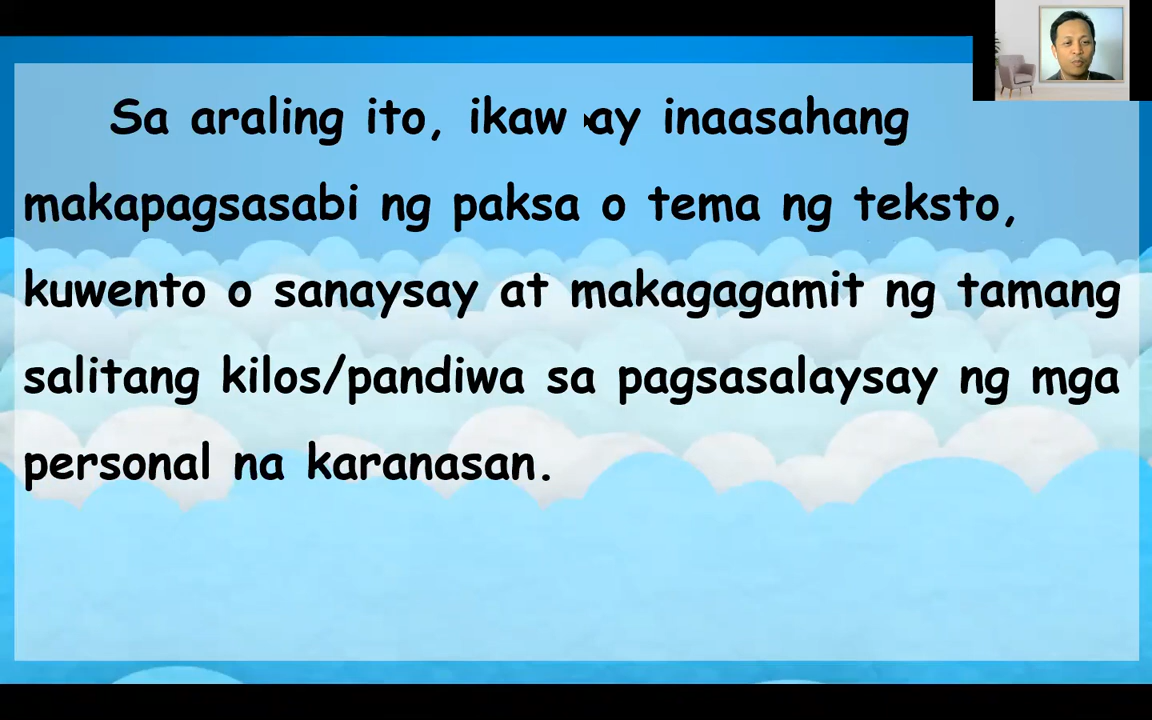 Sa araling ito, ikaw ay inaasahang
makapagsasabi ng paksa o tema ng teksto,
kuwento o sanaysay at makagagamit ng tamang
salitang kilos/pandiwa sa pagsasalaysay ng mga
personal na karanasan.